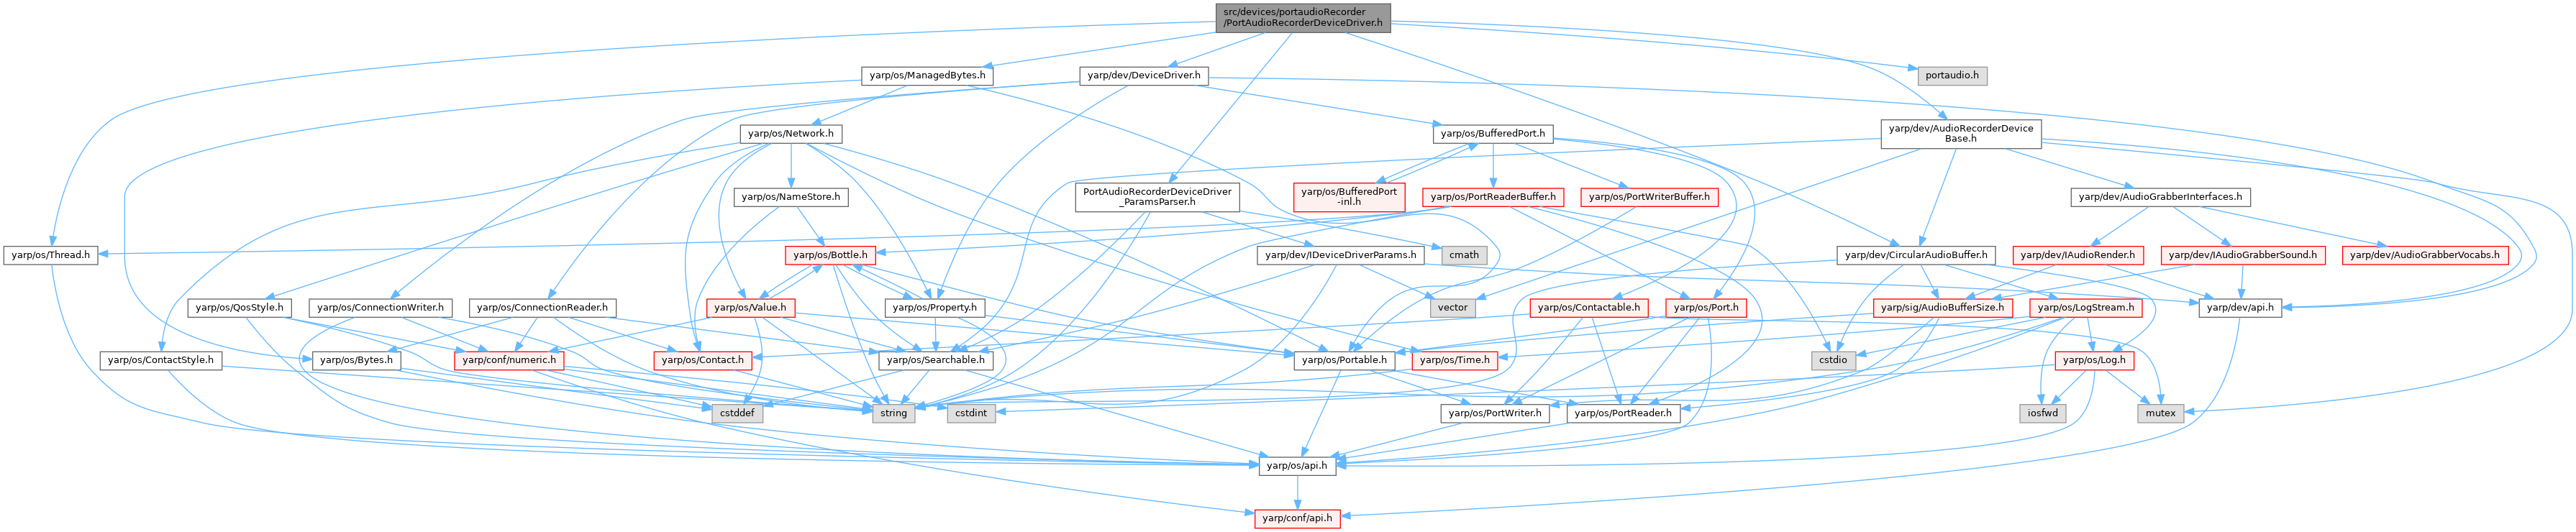 src/devices/portaudioRecorder
/PortAudioRecorderDeviceDriver.h
yarp/os/ManagedBytes.h
yarp/dev/DeviceDriver.h
portaudio.h
yarp/os/Network.h
yarp/os/BufferedPort.h
yarp/dev/AudioRecorderDevice
Base.h
yarp/os/NameStore.h
PortAudioRecorderDeviceDriver
_ParamsParser.h
yarp/os/BufferedPort
-inl.h
yarp/os/PortReaderBuffer.h
yarp/os/PortWriterBuffer.h
yarp/dev/AudioGrabberInterfaces.h
yarp/os/Thread.h
yarp/os/Bottle.h
yarp/dev/IDeviceDriverParams.h
cmath
yarp/dev/CircularAudioBuffer.h
yarp/dev/IAudioRender.h
yarp/dev/IAudioGrabberSound.h
yarp/dev/AudioGrabberVocabs.h
yarp/os/QosStyle.h
yarp/os/ConnectionWriter.h
yarp/os/ConnectionReader.h
yarp/os/Value.h
yarp/os/Property.h
vector
yarp/os/Contactable.h
yarp/os/Port.h
yarp/sig/AudioBufferSize.h
yarp/os/LogStream.h
yarp/dev/api.h
yarp/os/ContactStyle.h
yarp/os/Bytes.h
yarp/conf/numeric.h
yarp/os/Contact.h
yarp/os/Searchable.h
yarp/os/Portable.h
yarp/os/Time.h
cstdio
yarp/os/Log.h
cstddef
string
cstdint
yarp/os/PortWriter.h
yarp/os/PortReader.h
iosfwd
mutex
yarp/os/api.h
yarp/conf/api.h